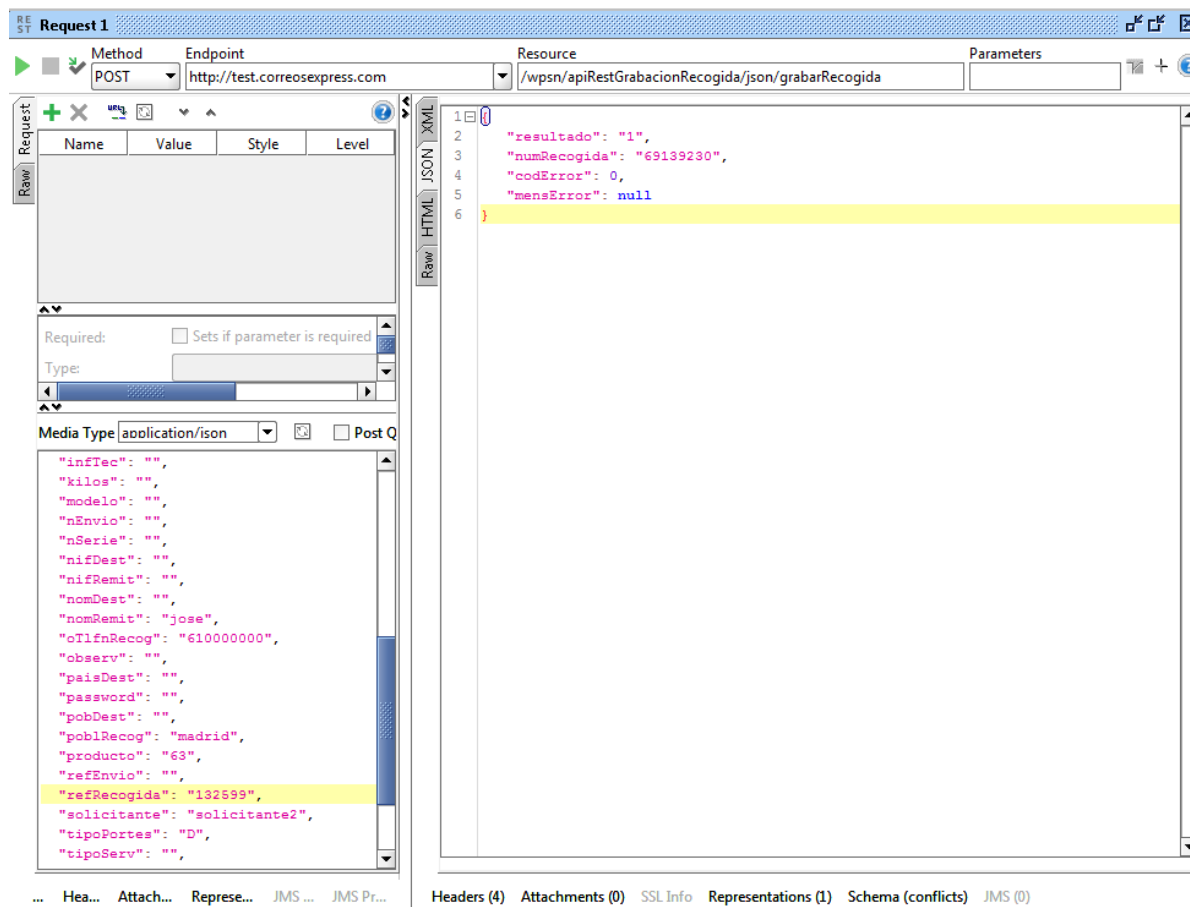 REST Request 1
Method Endpoint Resource Parameters
POST http://test.correosexpress.com /wpsn/apiRestGrabacionRecogida/json/grabarRecogida
Request
Raw
Name Value Style Level
Required: Sets if parameter is required
Type:
Media Type application/json Post Q
"infTec": "",
"kilos": "",
"modelo": "",
"nEnvio": "",
"nSerie": "",
"nifDest": "",
"nifRemit": "",
"nomDest": "",
"nomRemit": "jose",
"oTlfnRecog": "610000000",
"observ": "",
"paisDest": "",
"password": "",
"pobDest": "",
"poblRecog": "madrid",
"producto": "63",
"refEnvio": "",
"refRecogida": "132599",
"solicitante": "solicitante2",
"tipoPortes": "D",
"tipoServ": "",
... Hea... Attach... Represe... JMS ... JMS Pr...
XML
JSON
HTML
Raw
1 {
2 "resultado": "1",
3 "numRecogida": "69139230",
4 "codError": 0,
5 "mensError": null
6 }
Headers (4) Attachments (0) SSL Info Representations (1) Schema (conflicts) JMS (0)